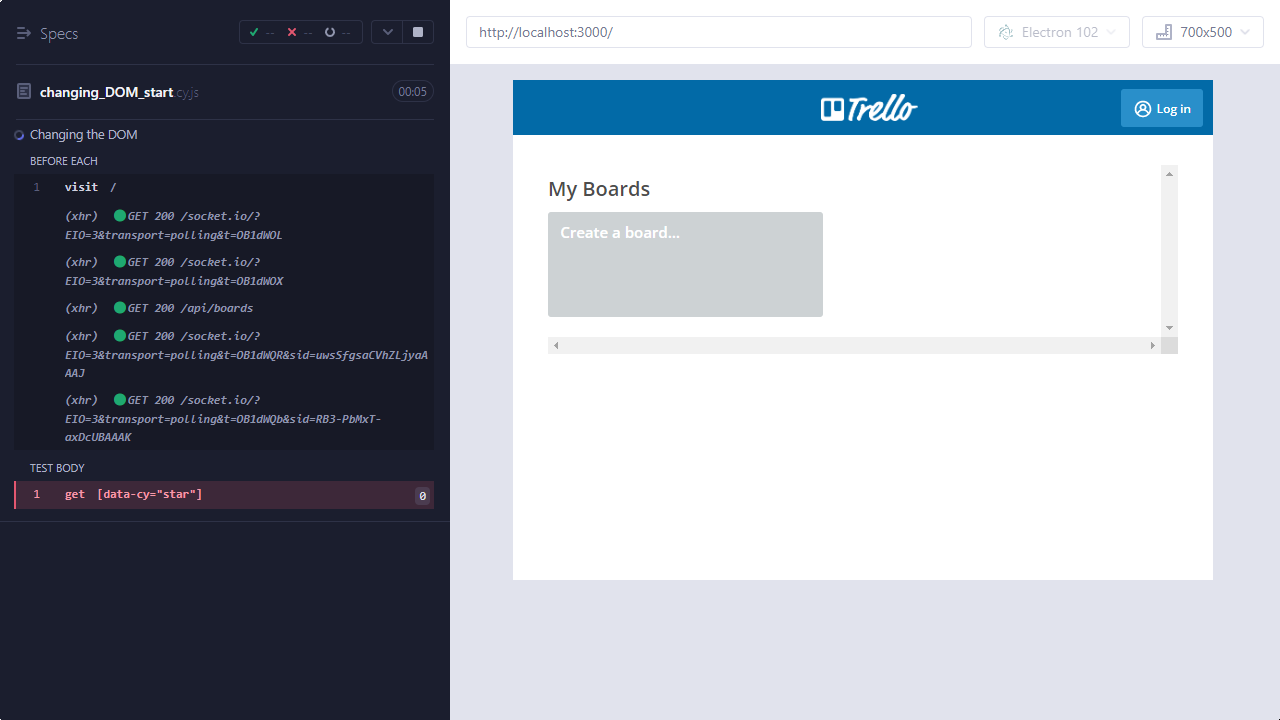 Specs
-- -- --
changing_DOM_start.cy.js 00:05
Changing the DOM
BEFORE EACH
1 visit /
(xhr) GET 200 /socket.io/?
EIO=3&transport=polling&t=OB1dWOL
(xhr) GET 200 /socket.io/?
EIO=3&transport=polling&t=OB1dWOX
(xhr) GET 200 /api/boards
(xhr) GET 200 /socket.io/?
EIO=3&transport=polling&t=OB1dWQR&sid=uwsSfgsaCVhZLjyaA
AAJ
(xhr) GET 200 /socket.io/?
EIO=3&transport=polling&t=OB1dWQb&sid=RB3-PbMxT-
axDcUBAAAK
TEST BODY
1 get [data-cy="star"] 0
http://localhost:3000/
Electron 102
700x500
Trello
Log in
My Boards
Create a board...